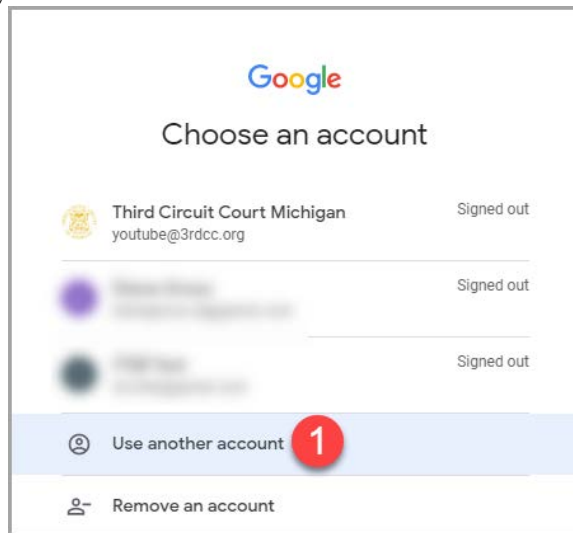 Google
Choose an account
Third Circuit Court Michigan
Signed out
youtube@3rdcc.org
Signed out
Signed out
Use another account 1
Remove an account